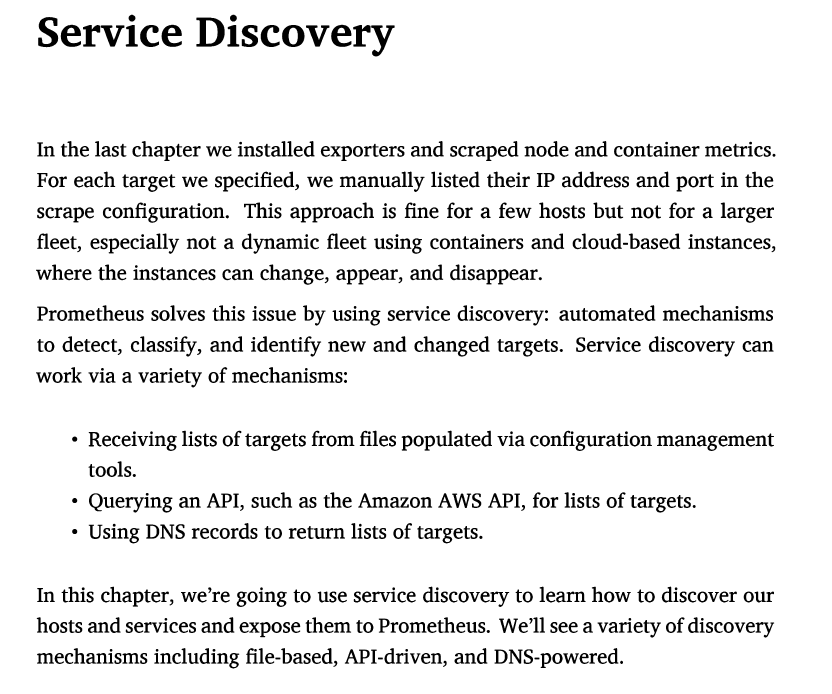 Service Discovery
In the last chapter we installed exporters and scraped node and container metrics.
For each target we specified, we manually listed their IP address and port in the
scrape configuration. This approach is fine for a few hosts but not for a larger
fleet, especially not a dynamic fleet using containers and cloud-based instances,
where the instances can change, appear, and disappear.
Prometheus solves this issue by using service discovery: automated mechanisms
to detect, classify, and identify new and changed targets. Service discovery can
work via a variety of mechanisms:
• Receiving lists of targets from files populated via configuration management
tools.
• Querying an API, such as the Amazon AWS API, for lists of targets.
• Using DNS records to return lists of targets.
In this chapter, we’re going to use service discovery to learn how to discover our
hosts and services and expose them to Prometheus. We’ll see a variety of discovery
mechanisms including file-based, API-driven, and DNS-powered.